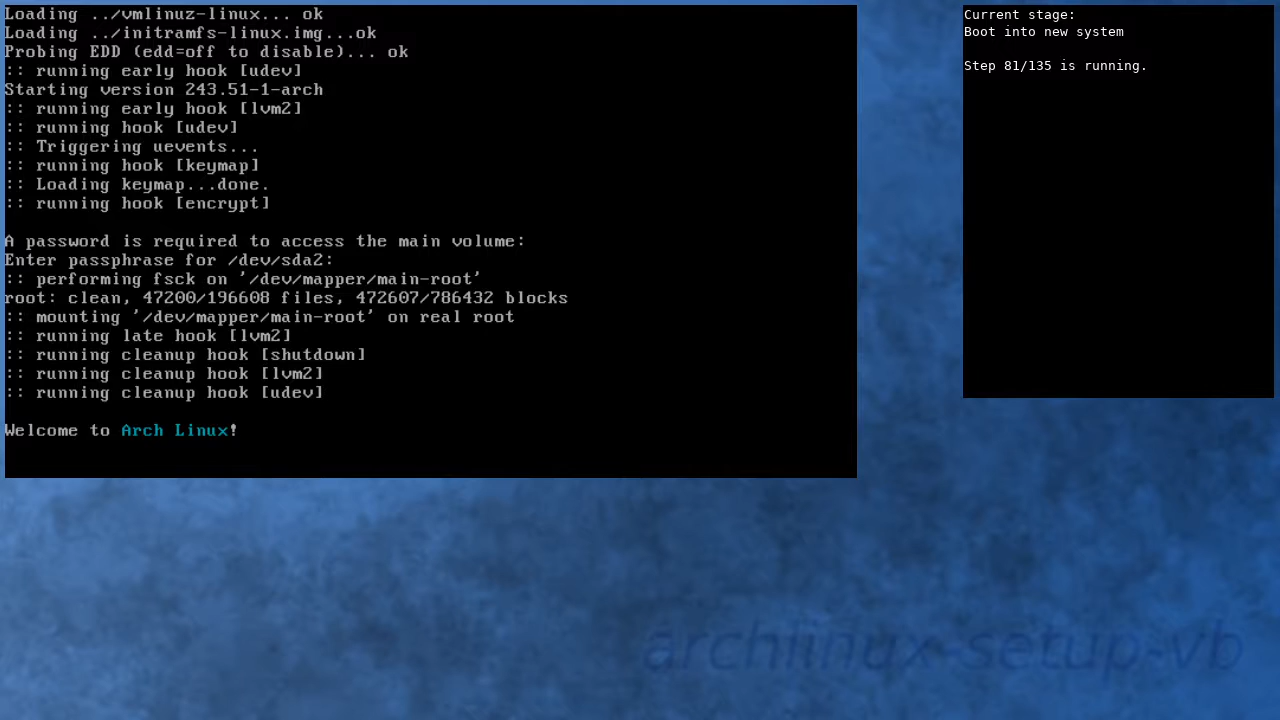 Loading ../vmlinuz-linux... ok
Loading ../initramfs-linux.img...ok
Probing EDD (edd=off to disable)... ok
:: running early hook [udev]
Starting version 243.51-1-arch
:: running early hook [lvm2]
:: running hook [udev]
:: Triggering uevents...
:: running hook [keymap]
:: Loading keymap...done.
:: running hook [encrypt]
A password is required to access the main volume:
Enter passphrase for /dev/sda2:
:: performing fsck on '/dev/mapper/main-root'
root: clean, 47200/196608 files, 472607/786432 blocks
:: mounting '/dev/mapper/main-root' on real root
:: running late hook [lvm2]
:: running cleanup hook [shutdown]
:: running cleanup hook [lvm2]
:: running cleanup hook [udev]
Welcome to Arch Linux!
Current stage:
Boot into new system
Step 81/135 is running.
archlinux-setup-vb